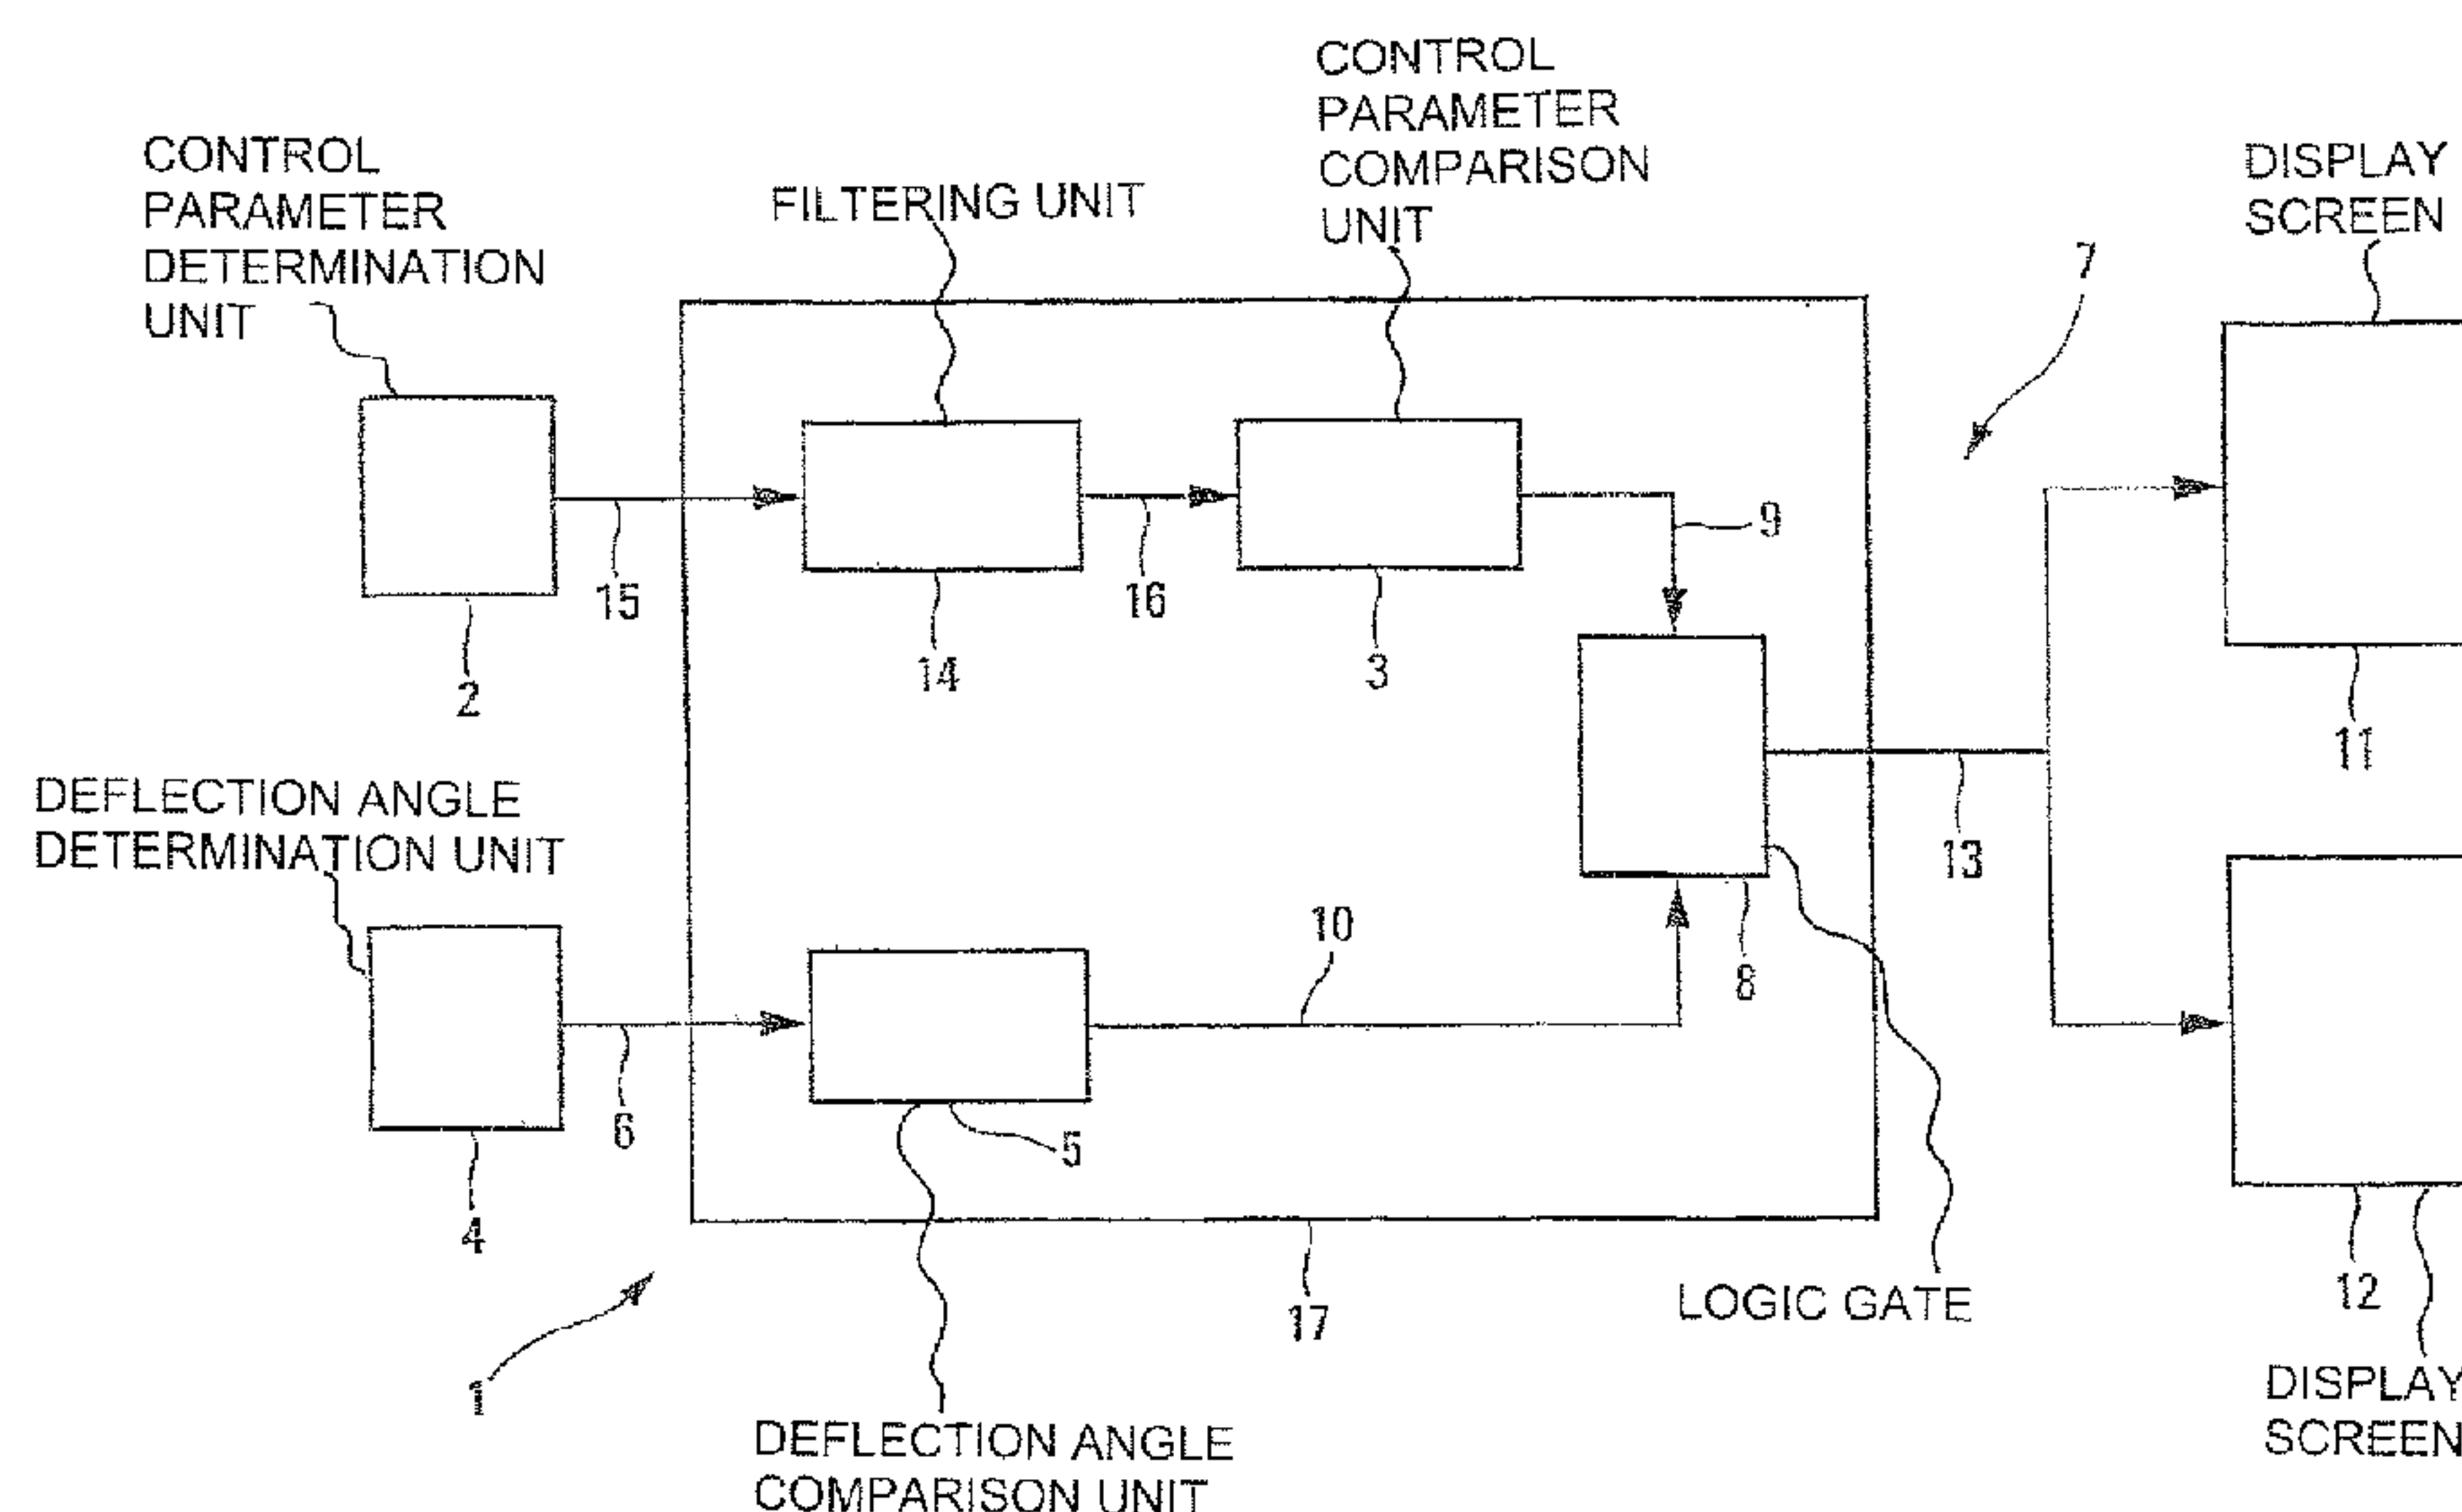 CONTROL
PARAMETER
COMPARISON
UNIT
CONTROL
PARAMETER
DETERMINATION
UNIT
FILTERING UNIT
DISPLAY
SCREEN
7
9
15
16
14
3
2
11
DEFLECTION ANGLE
DETERMINATION UNIT
13
10
8
6
5
4
12
17
LOGIC GATE
1
DISPLAY
SCREEN
DEFLECTION ANGLE
COMPARISON UNIT